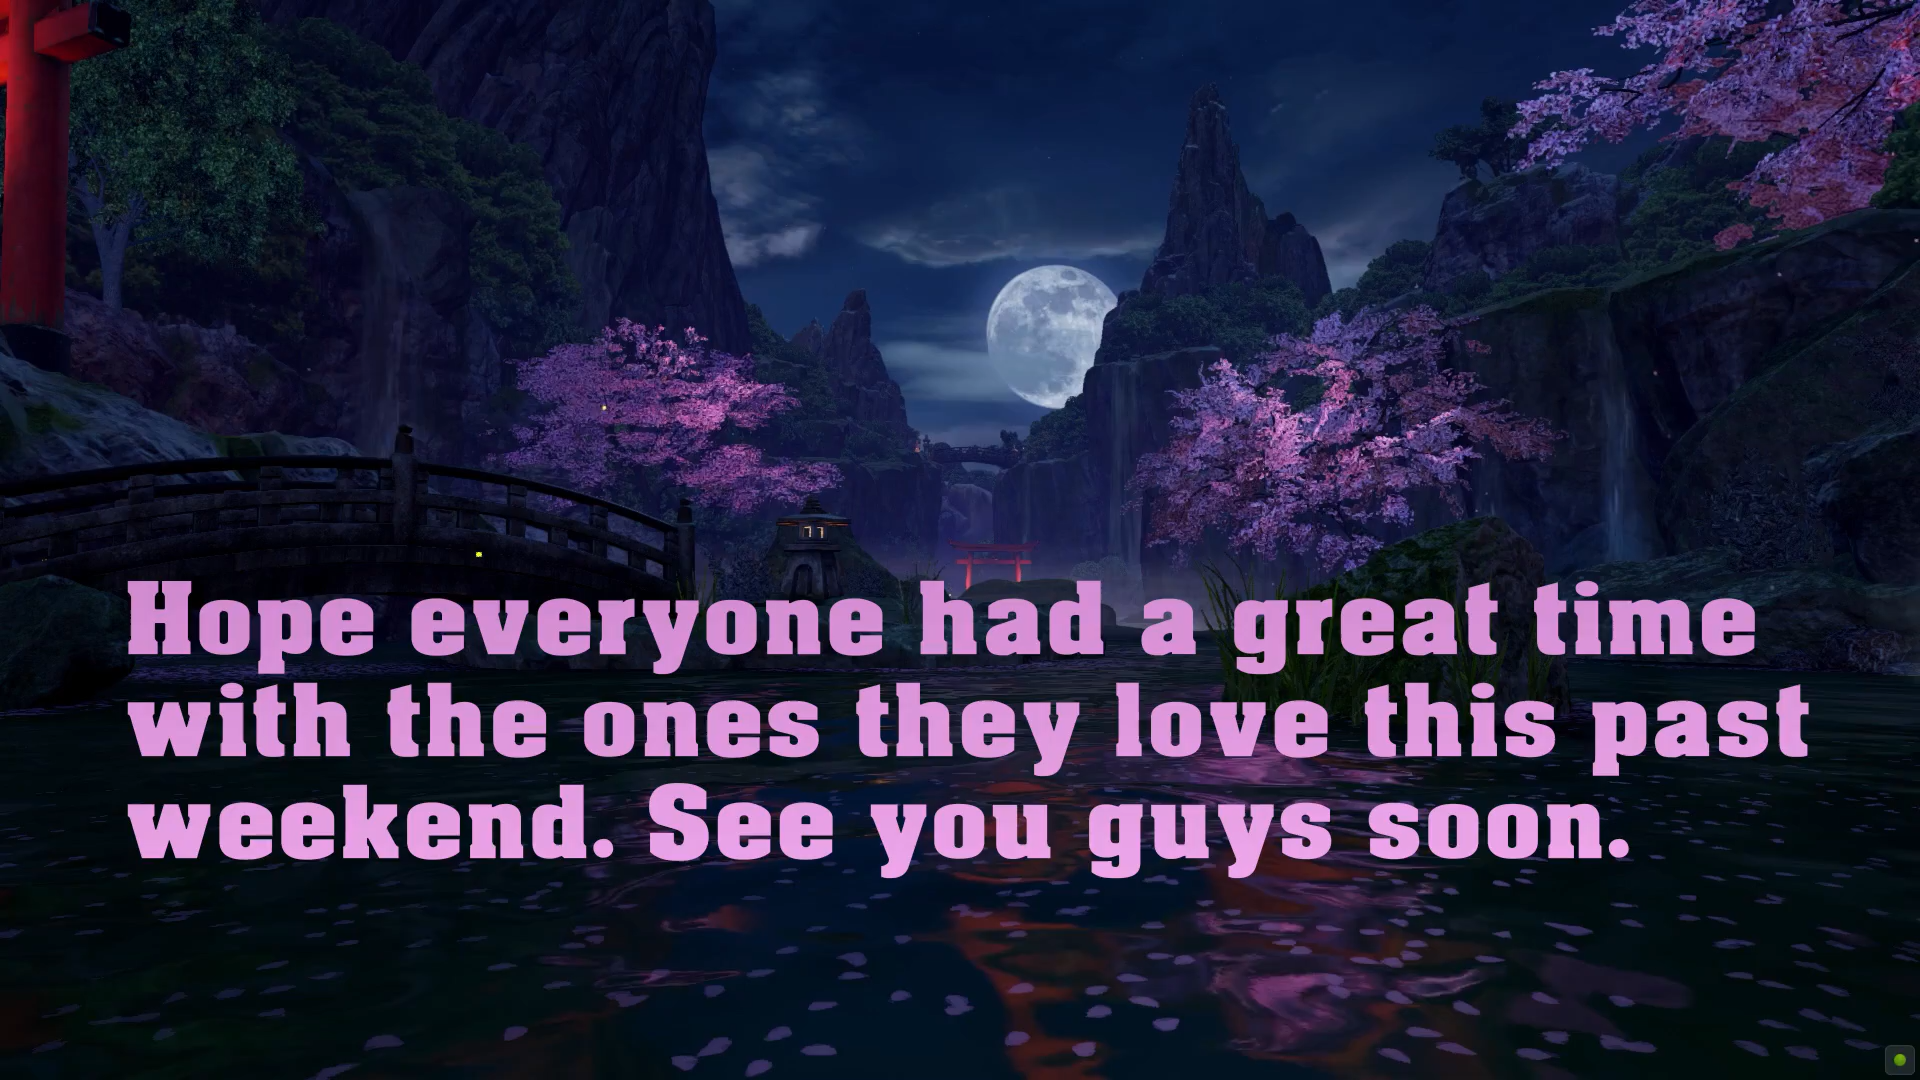 Hope everyone had a great time
with the ones they love this past
weekend. See you guys soon.